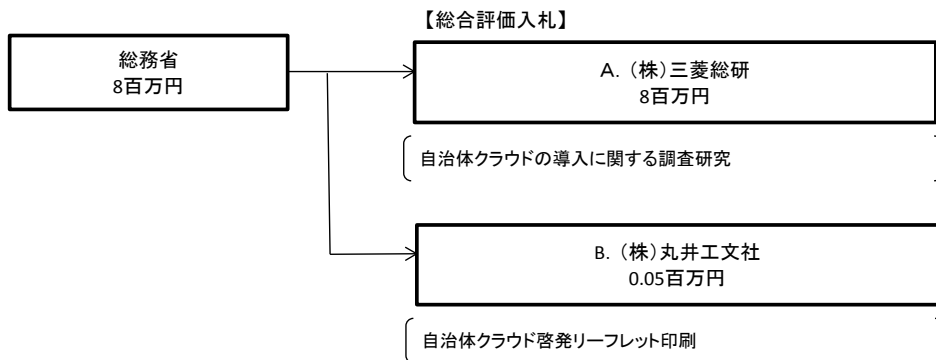 【総合評価入札】
総務省
8百万円
A. (株)三菱総研
8百万円
自治体クラウドの導入に関する調査研究
B. (株)丸井工文社
0.05百万円
自治体クラウド啓発リーフレット印刷